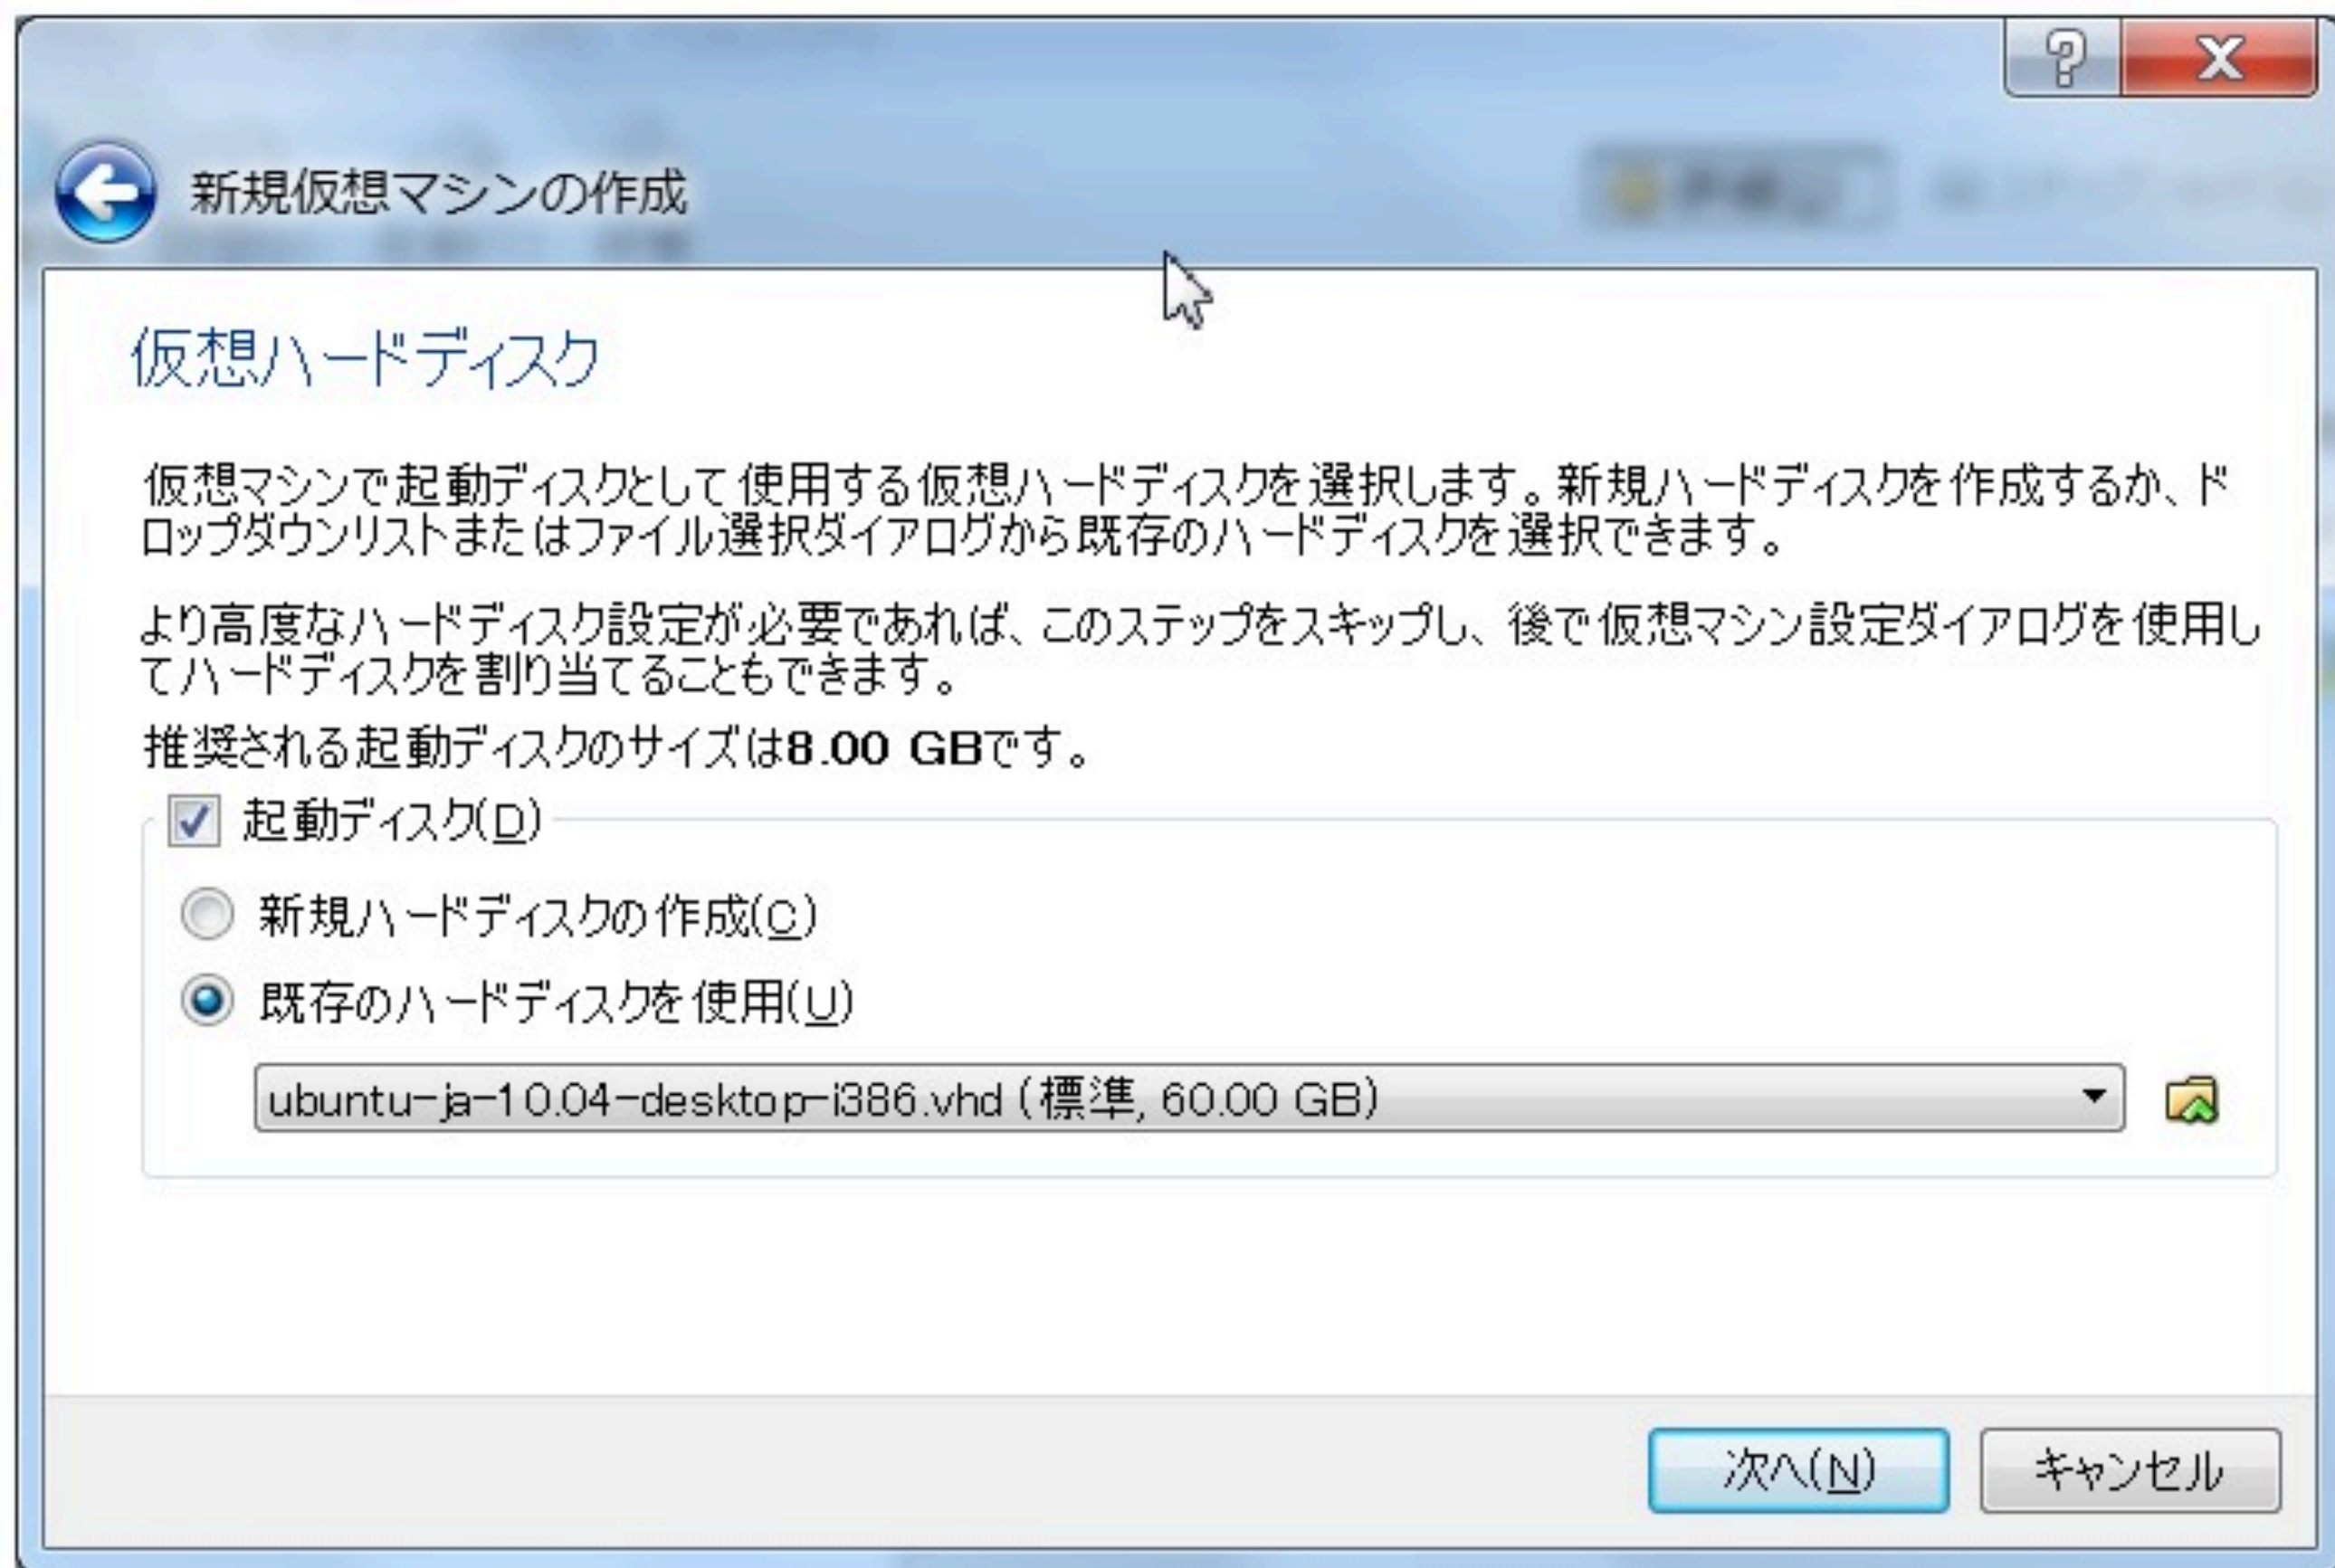 新規仮想マシンの作成
仮想ハードディスク
仮想マシンで起動ディスクとして使用する仮想ハードディスクを選択します。新規ハードディスクを作成するか、ド
ロップダウンリストまたはファイル選択ダイアログから既存のハードディスクを選択できます。
より高度なハードディスク設定が必要であれば、このステップをスキップし、後で仮想マシン設定ダイアログを使用し
てハードディスクを割り当てることもできます。
推奨される起動ディスクのサイズは8.00 GBです。
起動ディスク(D)
新規ハードディスクの作成(C)
既存のハードディスクを使用(U)
ubuntu-ja-10.04-desktop-i386.vhd (標準, 60.00 GB)
次へ(N)
キャンセル